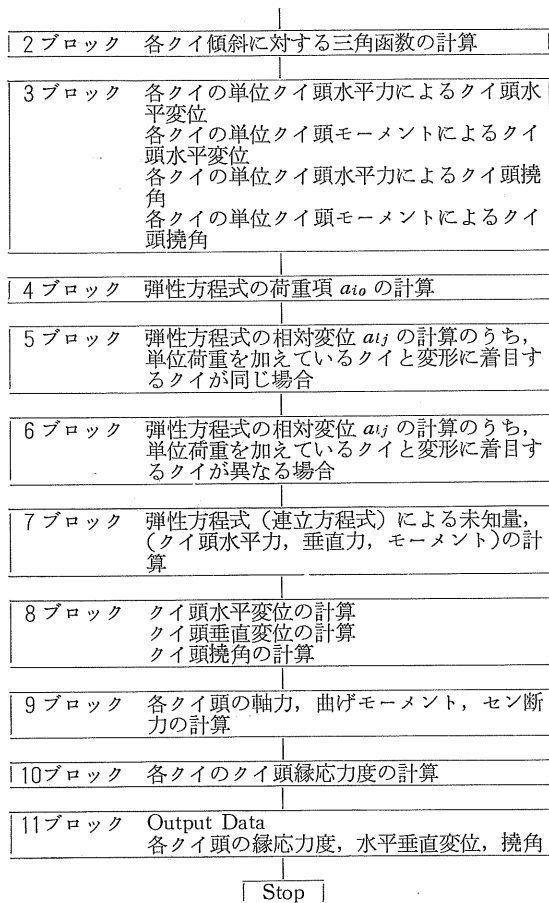 2ブロック 各クイ傾斜に対する三角函数の計算
3ブロック 各クイの単位クイ頭水平力によるクイ頭水
平変位
各クイの単位クイ頭モーメントによるクイ
頭水平変位
各クイの単位クイ頭水平力によるクイ頭撓
角
各クイの単位クイ頭モーメントによるクイ
頭撓角
4ブロック 弾性方程式の荷重項 aio の計算
5ブロック 弾性方程式の相対変位 aij の計算のうち,
単位荷重を加えているクイと変形に着目す
るクイが同じ場合
6ブロック 弾性方程式の相対変位 aij の計算のうち,
単位荷重を加えているクイと変形に着目す
るクイが異なる場合
7ブロック 弾性方程式(連立方程式)による未知量,
(クイ頭水平力,垂直力,モーメント)の計
算
8ブロック クイ頭水平変位の計算
クイ頭垂直変位の計算
クイ頭撓角の計算
9ブロック 各クイ頭の軸力,曲げモーメント,セン断
力の計算
10ブロック 各クイのクイ頭縁応力度の計算
11ブロック Output Data
各クイ頭の縁応力度,水平垂直変位,撓角
Stop